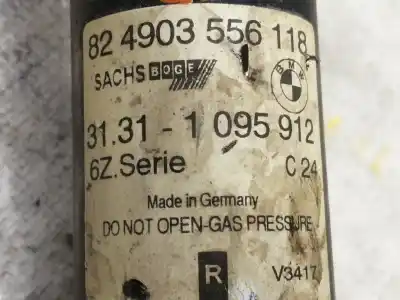 82 4903 556 118
SACHS BOGE
BMW
31.31 - 1 095 912
6Z.Serie C 24
Made in Germany
DO NOT OPEN-GAS PRESSURE
R V3417